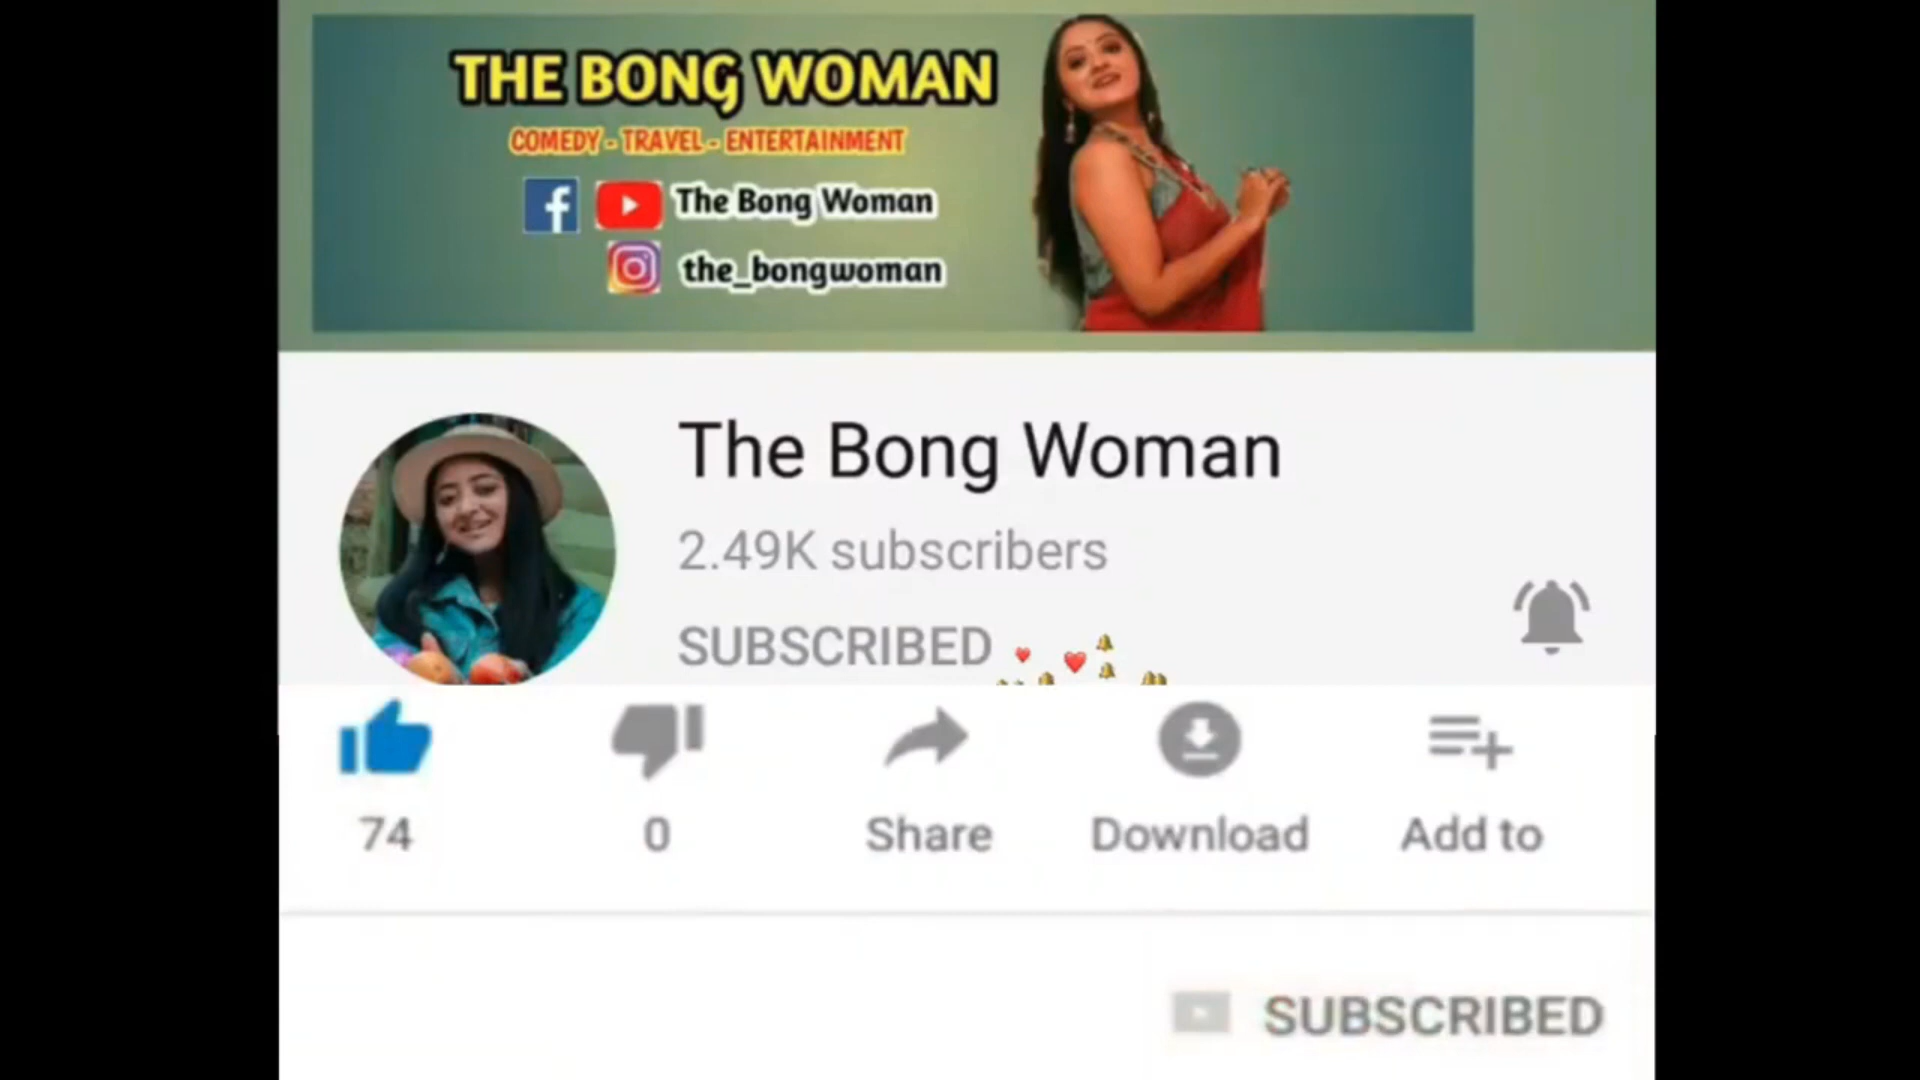 THE BONG WOMAN
COMEDY - TRAVEL - ENTERTAINMENT
The Bong Woman
the_bongwoman
The Bong Woman
2.49K subscribers
SUBSCRIBED
74
0
Share
Download
Add to
SUBSCRIBED